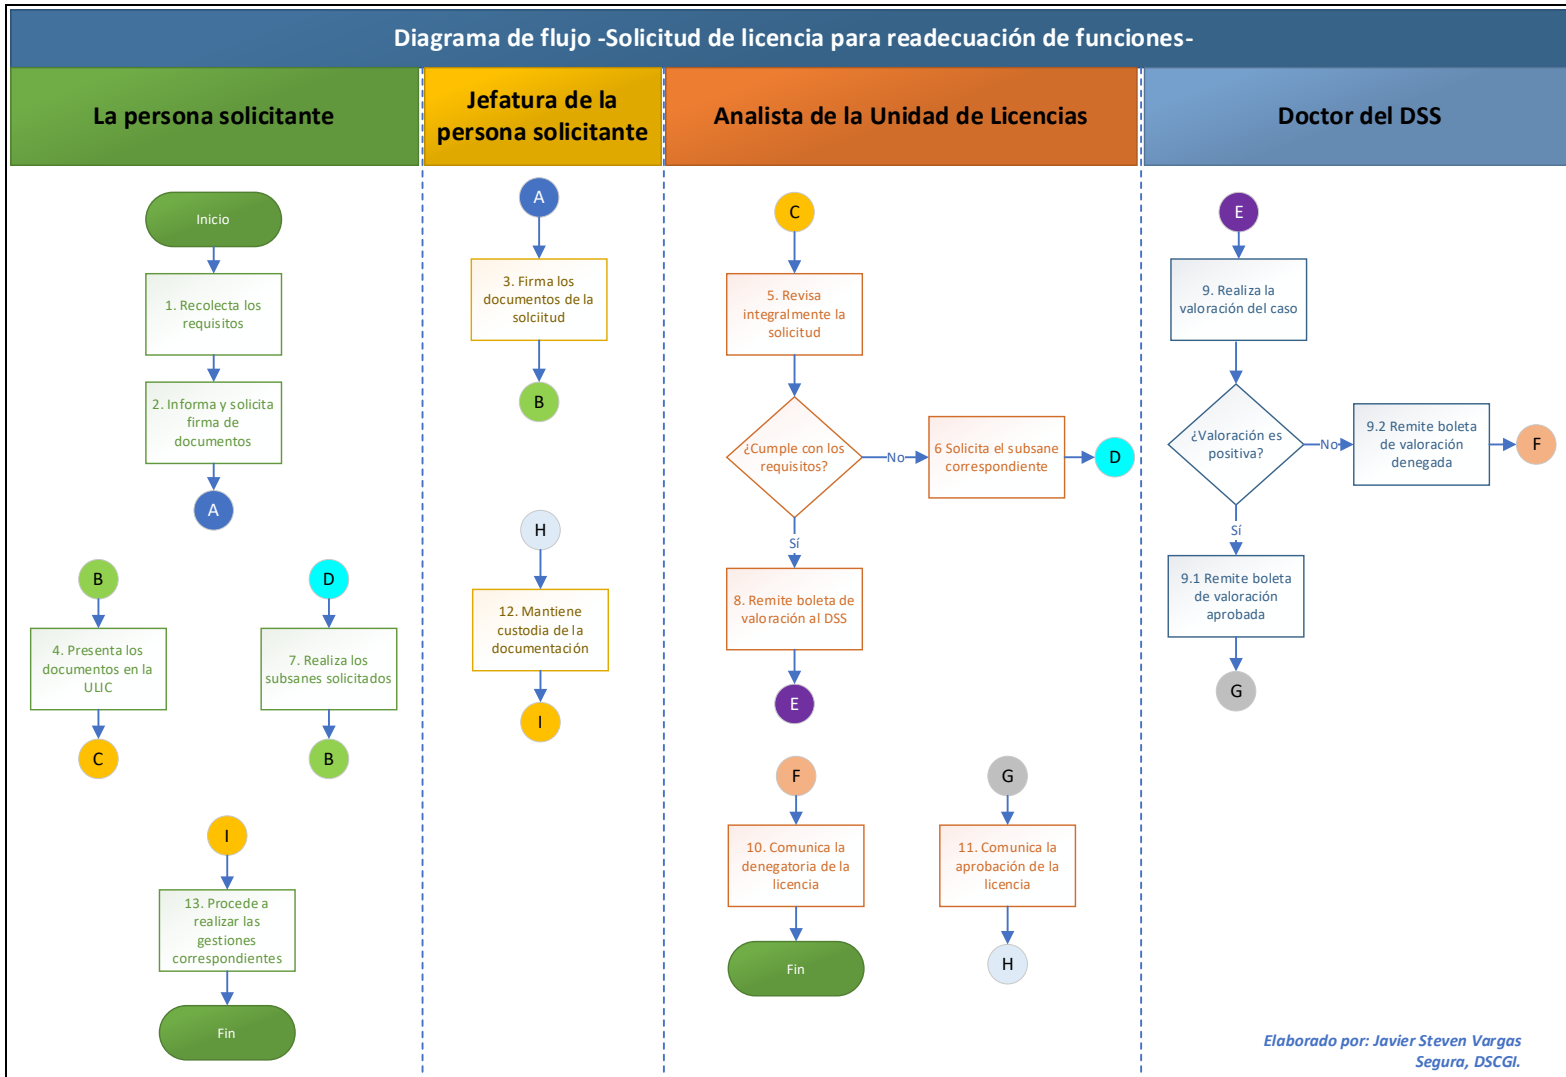 Diagrama de flujo -Solicitud de licencia para readecuación de funciones-
La persona solicitante
Jefatura de la
persona solicitante
Analista de la Unidad de Licencias
Doctor del DSS
Inicio
1. Recolecta los
requisitos
2. Informa y solicita
firma de
documentos
A
B
4. Presenta los
documentos en la
ULIC
C
D
7. Realiza los
subsanes solicitados
B
I
13. Procede a
realizar las
gestiones
correspondientes
Fin
A
3. Firma los
documentos de la
solciitud
B
H
12. Mantiene
custodia de la
documentación
I
C
5. Revisa
integralmente la
solicitud
¿Cumple con los
requisitos?
No
6 Solicita el subsane
correspondiente
D
Sí
8. Remite boleta de
valoración al DSS
E
F
10. Comunica la
denegatoria de la
licencia
Fin
G
11. Comunica la
aprobación de la
licencia
H
E
9. Realiza la
valoración del caso
¿Valoración es
positiva?
No
9.2 Remite boleta
de valoración
denegada
F
Sí
9.1 Remite boleta
de valoración
aprobada
G
Elaborado por: Javier Steven Vargas
Segura, DSCGI.